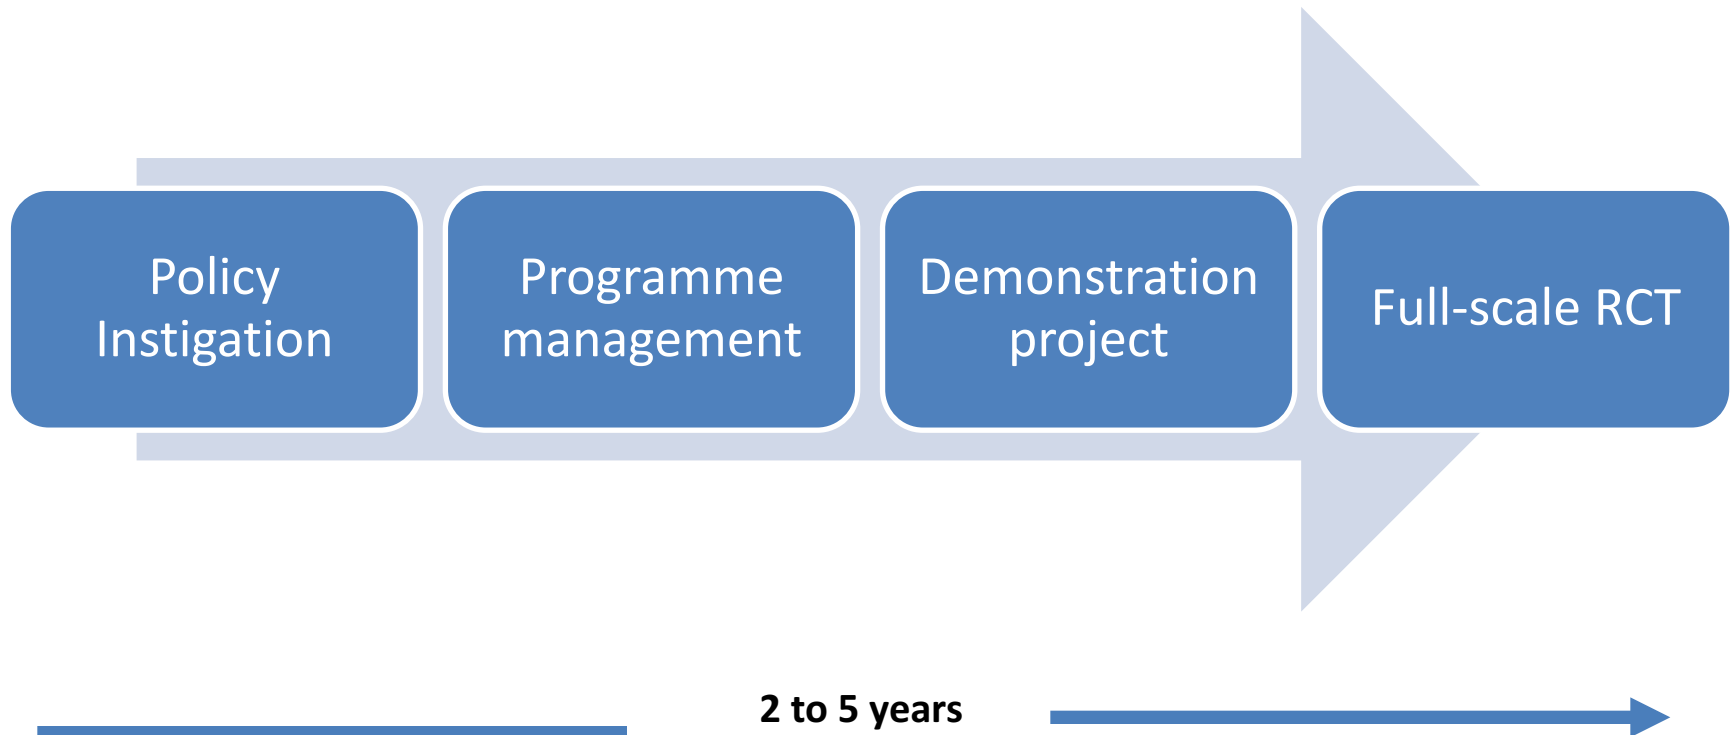 Policy
Instigation
Programme
management
Demonstration
project
Full-scale RCT
2 to 5 years